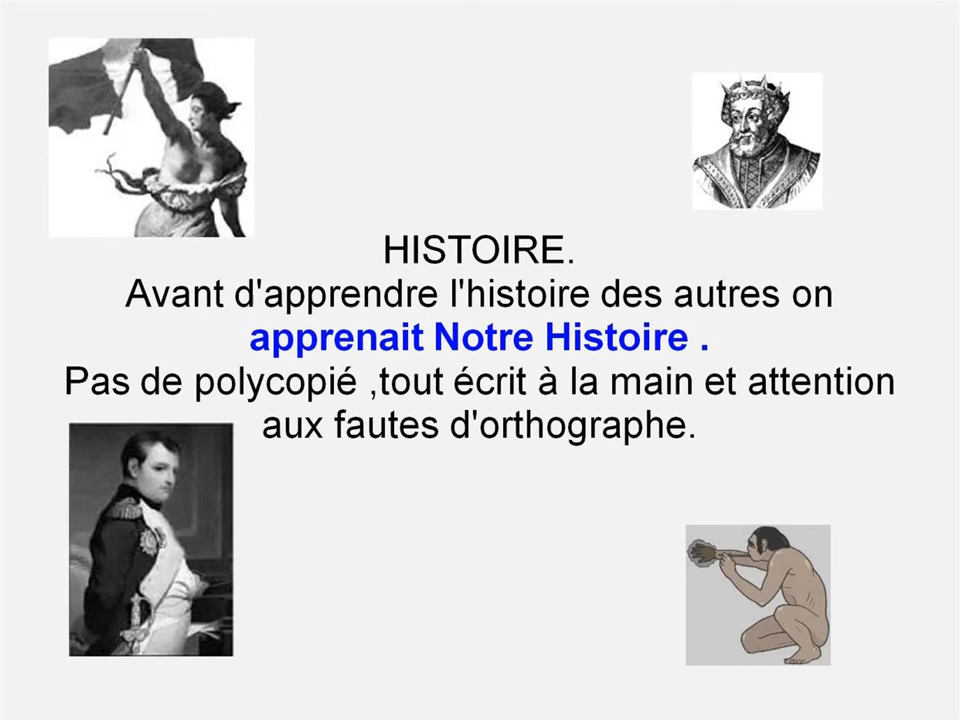 HISTOIRE.
Avant d'apprendre l'histoire des autres on
apprenait Notre Histoire .
Pas de polycopié ,tout écrit à la main et attention
aux fautes d'orthographe.